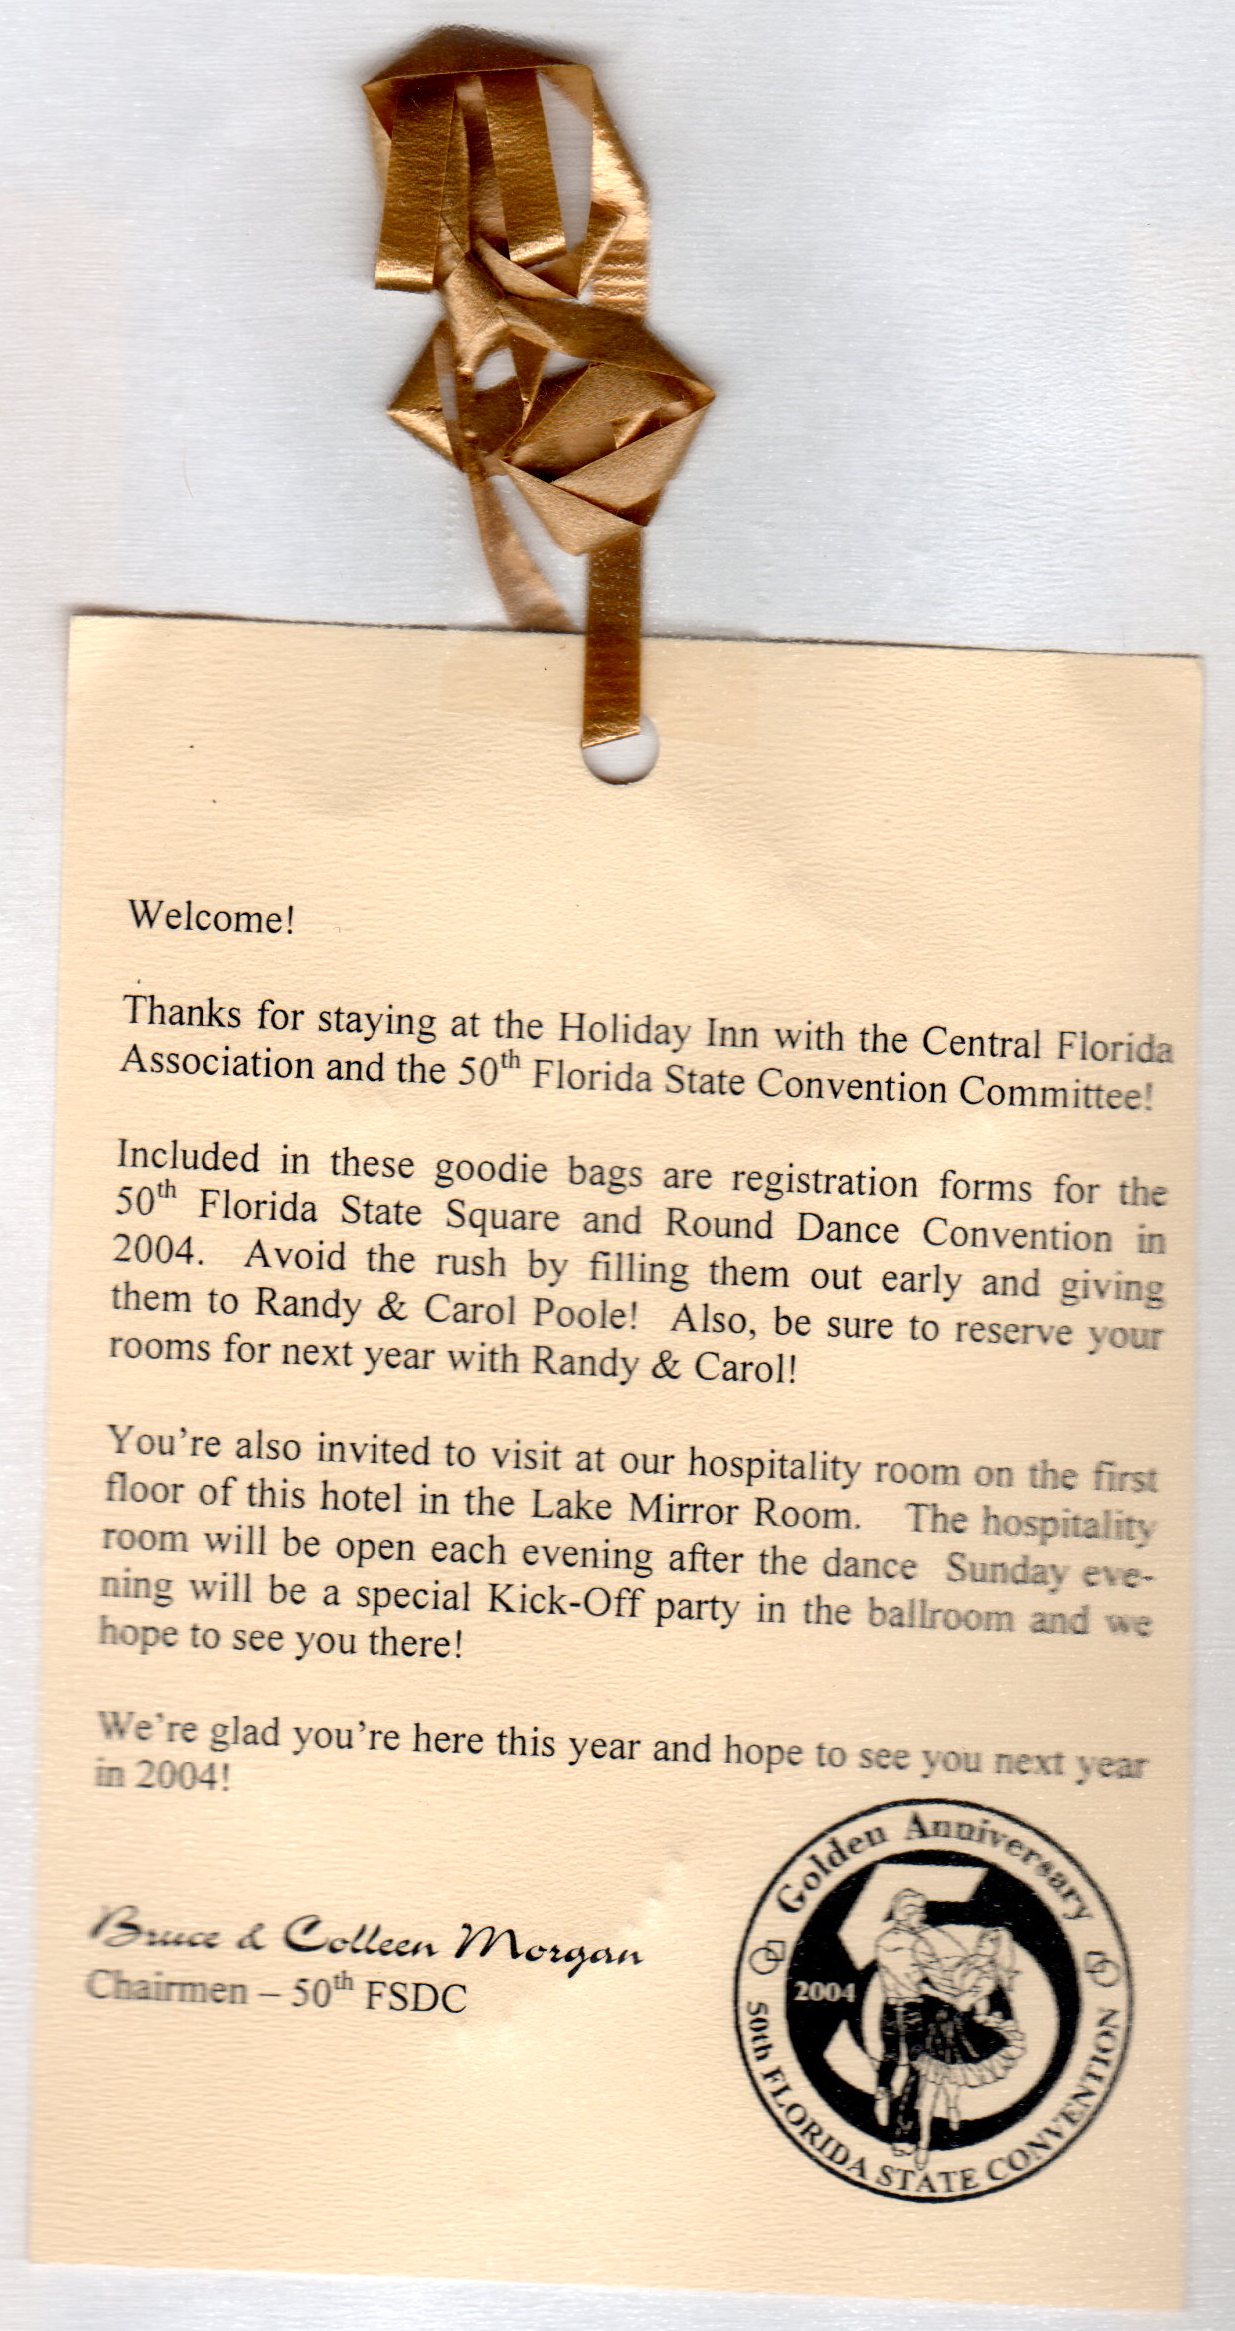 Welcome!
Thanks for staying at the Holiday Inn with the Central Florida
Association and the 50th Florida State Convention Committee!
Included in these goodie bags are registration forms for the
50th Florida State Square and Round Dance Convention in
2004. Avoid the rush by filling them out early and giving
them to Randy & Carol Poole! Also, be sure to reserve your
rooms for next year with Randy & Carol!
You're also invited to visit at our hospitality room on the first
floor of this hotel in the Lake Mirror Room. The hospitality
room will be open each evening after the dance Sunday eve-
ning will be a special Kick-Off party in the ballroom and we
hope to see you there!
We're glad you're here this year and hope to see you next year
in 2004!
Bruce & Colleen Morgan
Chairmen – 50th FSDC
Golden Anniversary
2004
50th FLORIDA STATE CONVENTION